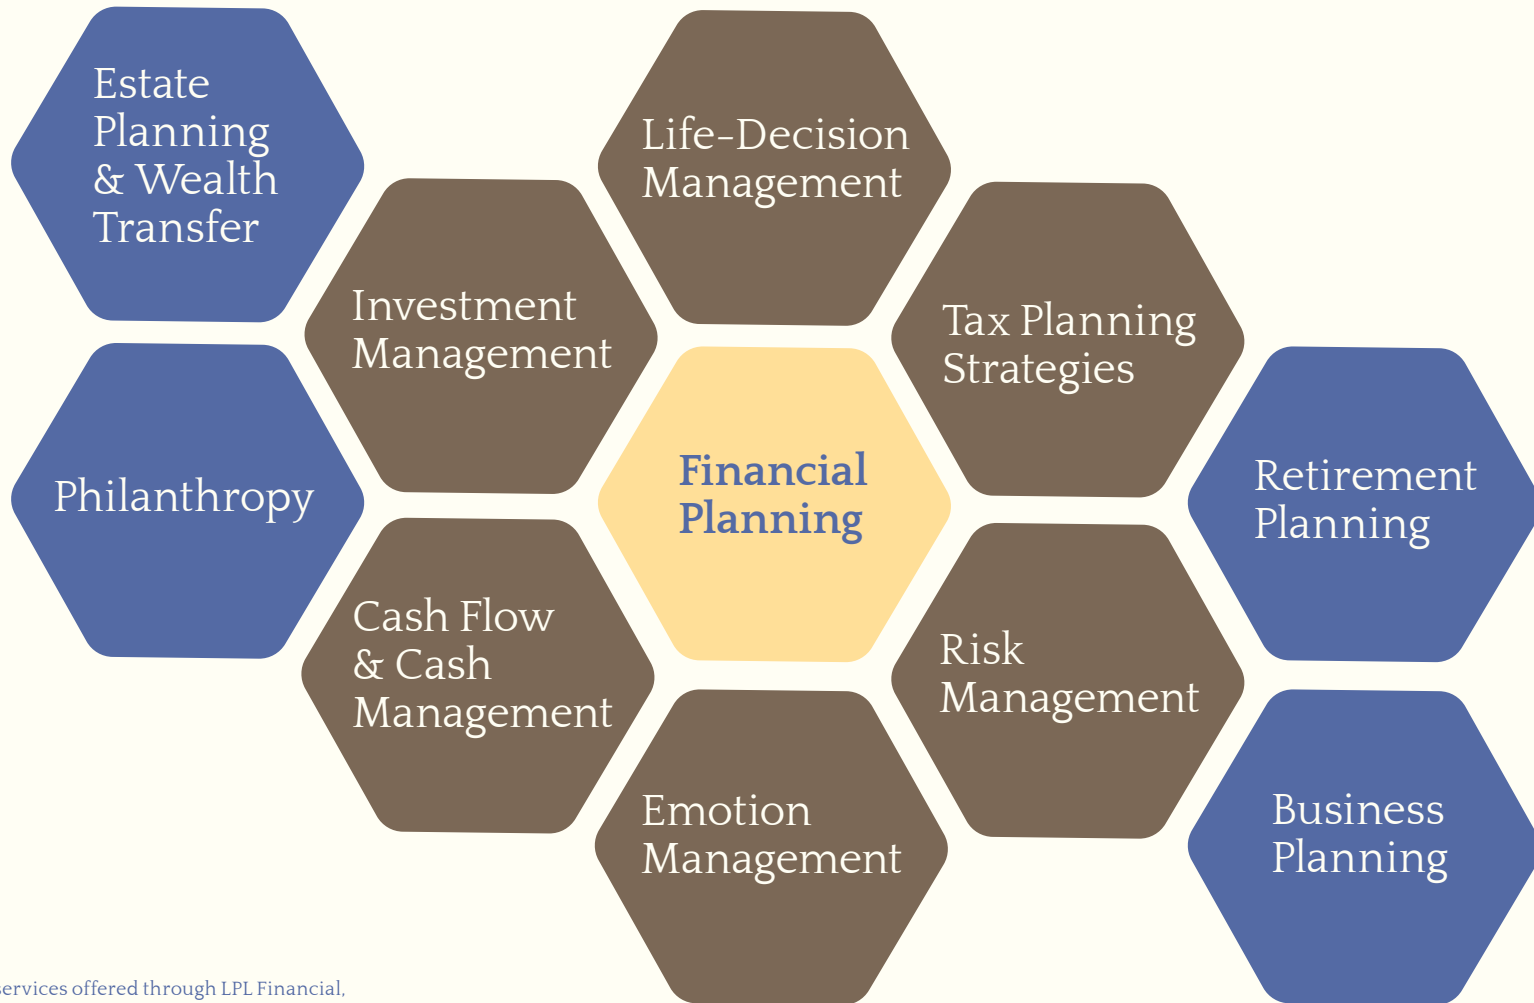 Estate
Planning
& Wealth
Transfer
Life-Decision
Management
Investment
Management
Tax Planning
Strategies
Philanthropy
Financial
Planning
Retirement
Planning
Cash Flow
& Cash
Management
Risk
Management
Emotion
Management
Business
Planning
services offered through LPL Financial,